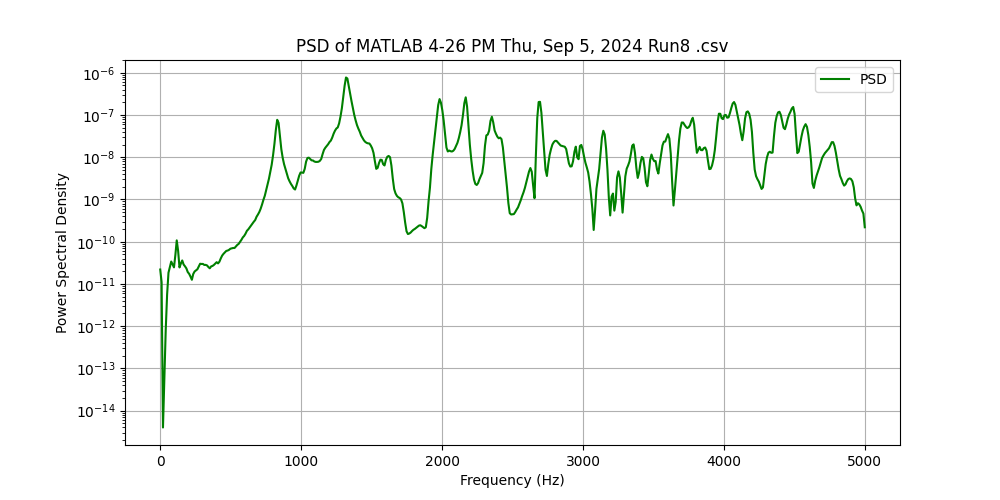 PSD of MATLAB 4-26 PM Thu, Sep 5, 2024 Run8 .csv
PSD
Power Spectral Density
10⁻⁶
10⁻⁷
10⁻⁸
10⁻⁹
10⁻¹⁰
10⁻¹¹
10⁻¹²
10⁻¹³
10⁻¹⁴
0 1000 2000 3000 4000 5000
Frequency (Hz)